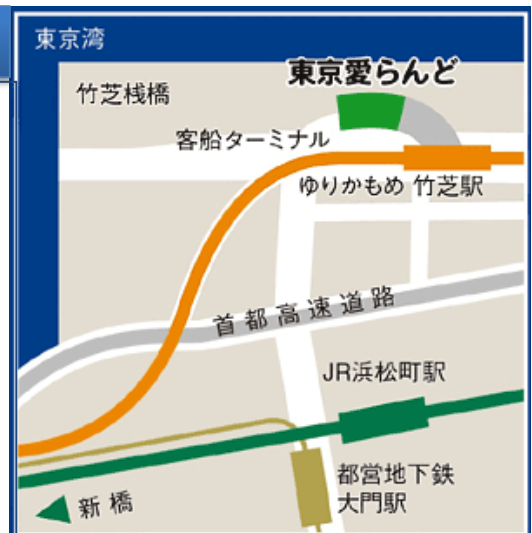 東京湾
竹芝桟橋
東京愛らんど
客船ターミナル
ゆりかもめ 竹芝駅
首都高速道路
JR浜松町駅
都営地下鉄
大門駅
新橋